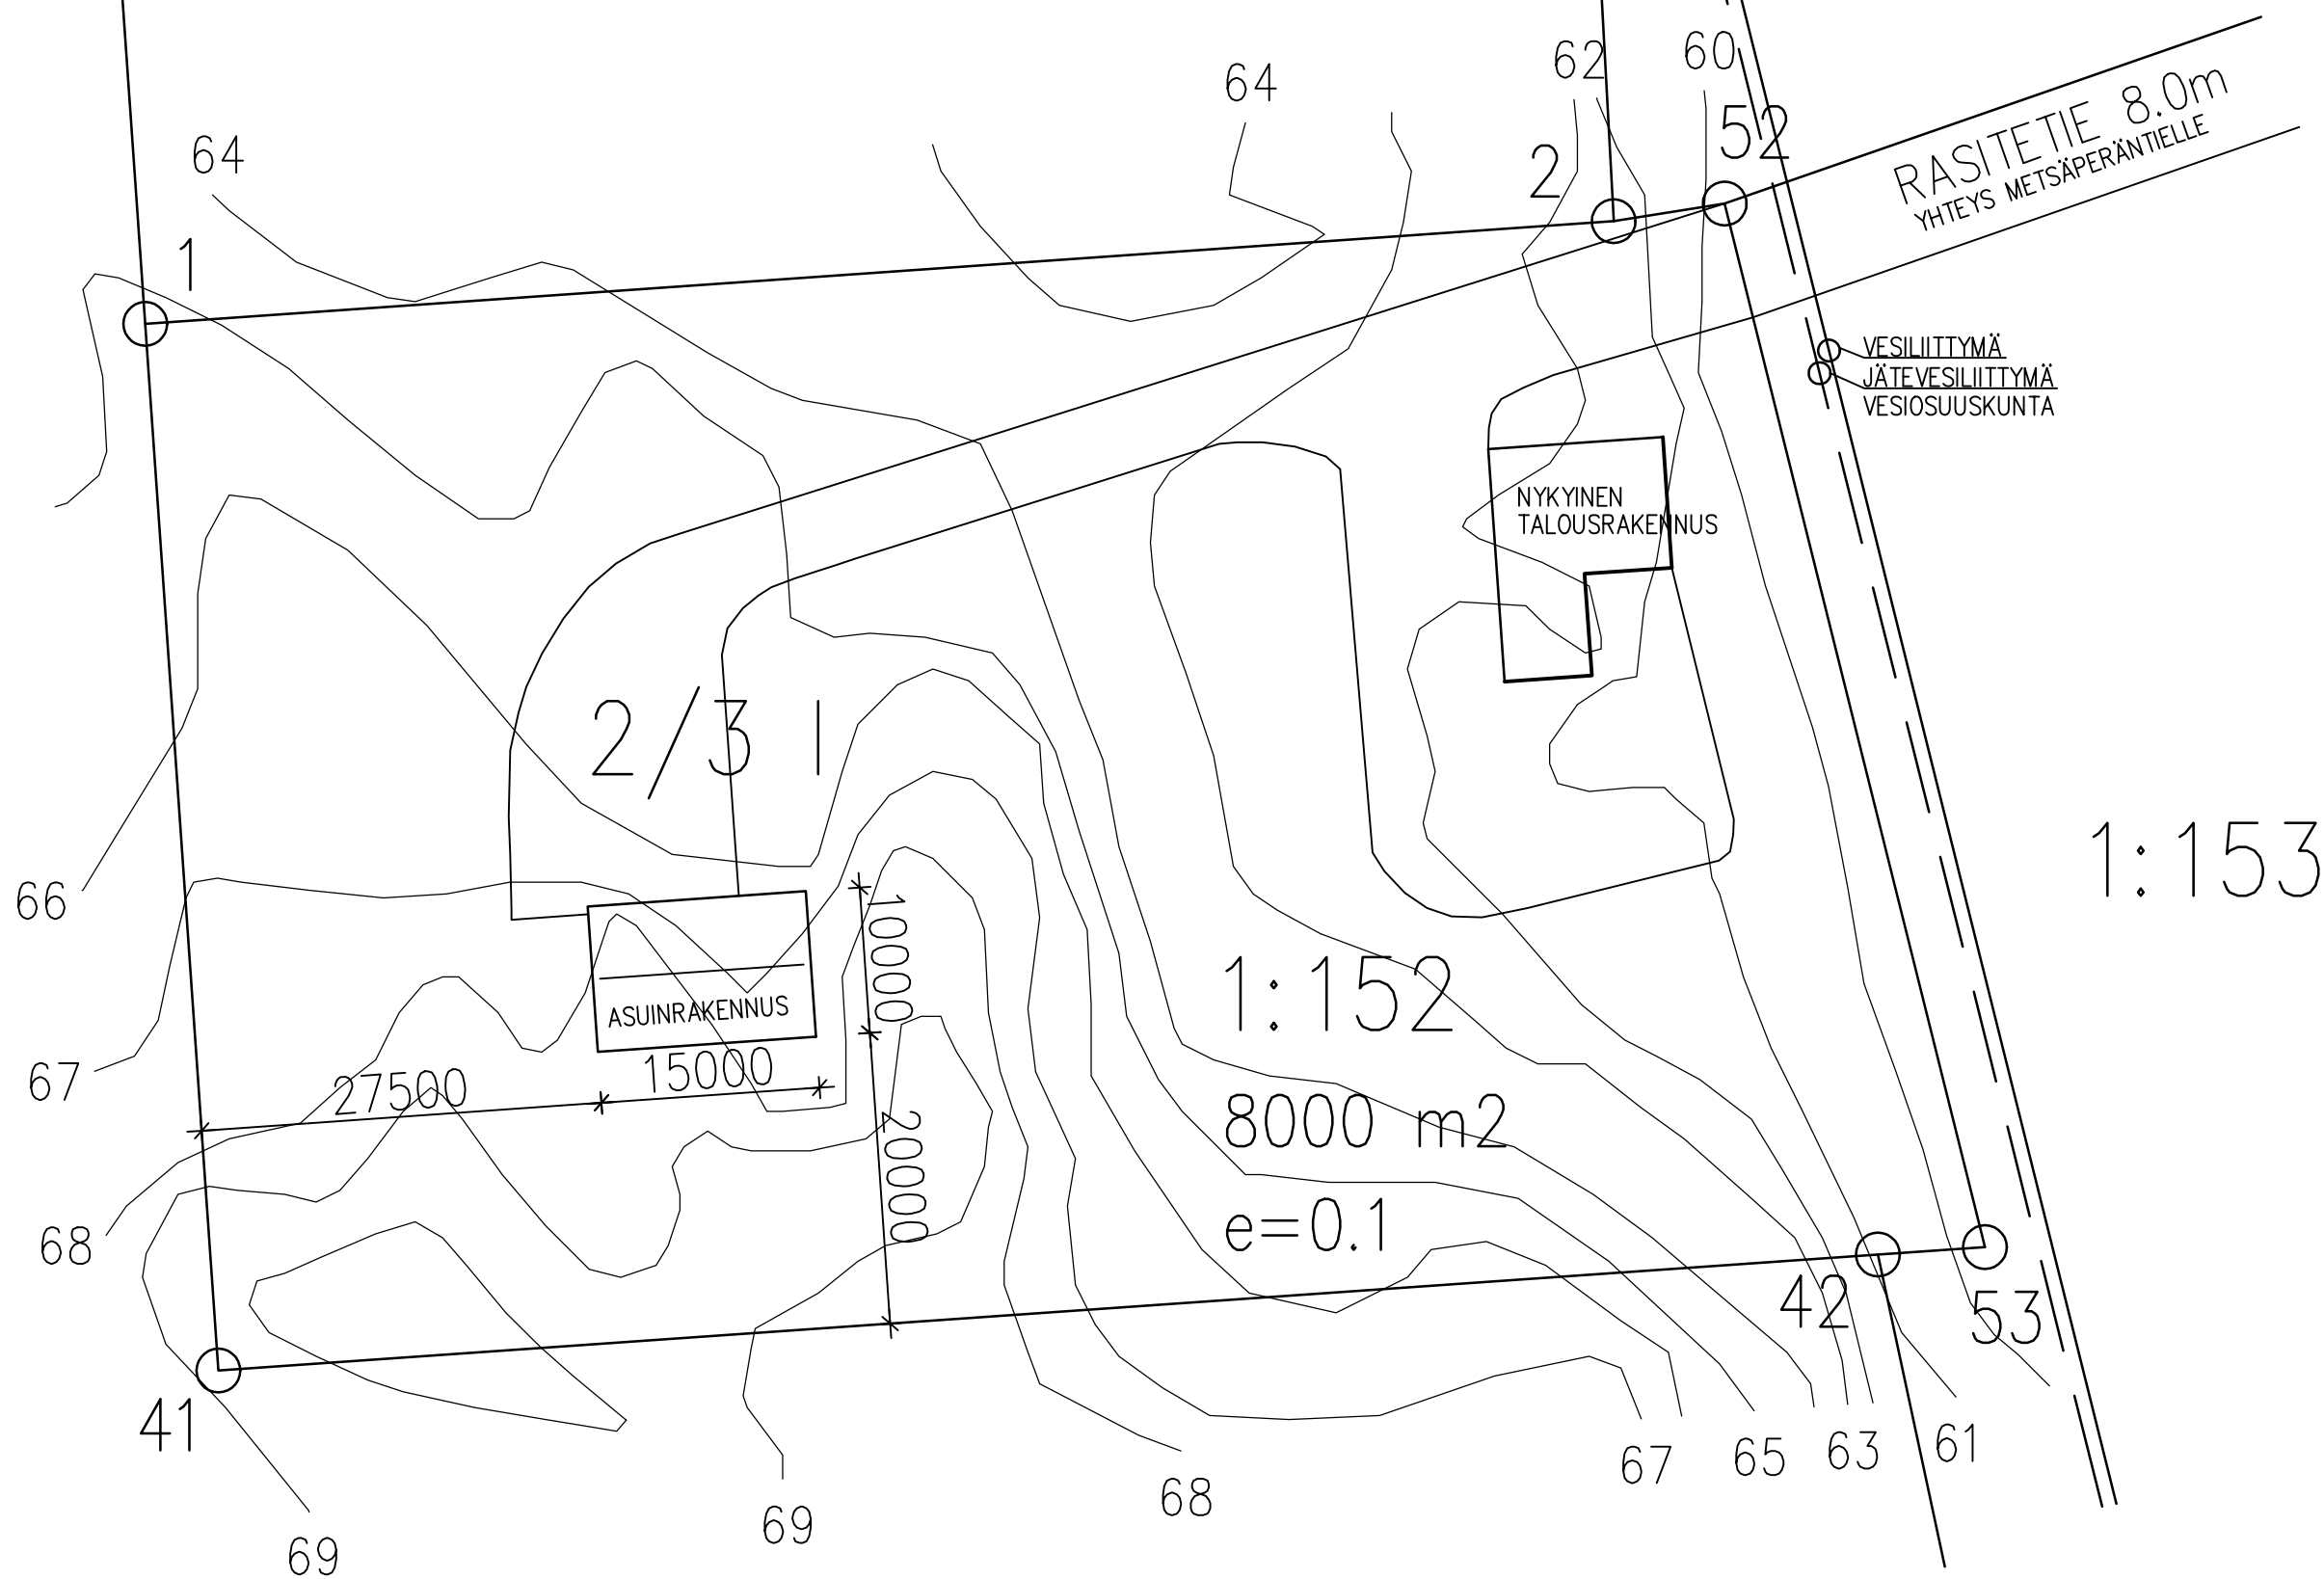 64
64
62
60
52
2
1
RASITETIE 8.0m
YHTEYS METSÄPERÄNTIELLE
VESILIITTYMÄ
JÄTEVESILIITTYMÄ
VESIOSUUSKUNTA
NYKYINEN
TALOUSRAKENNUS
2/3 I
1:153
66
10000
ASUINRAKENNUS
1:152
67
27500
15000
8000 m2
20000
e=0.1
68
42
53
41
69
69
68
67
65
63
61